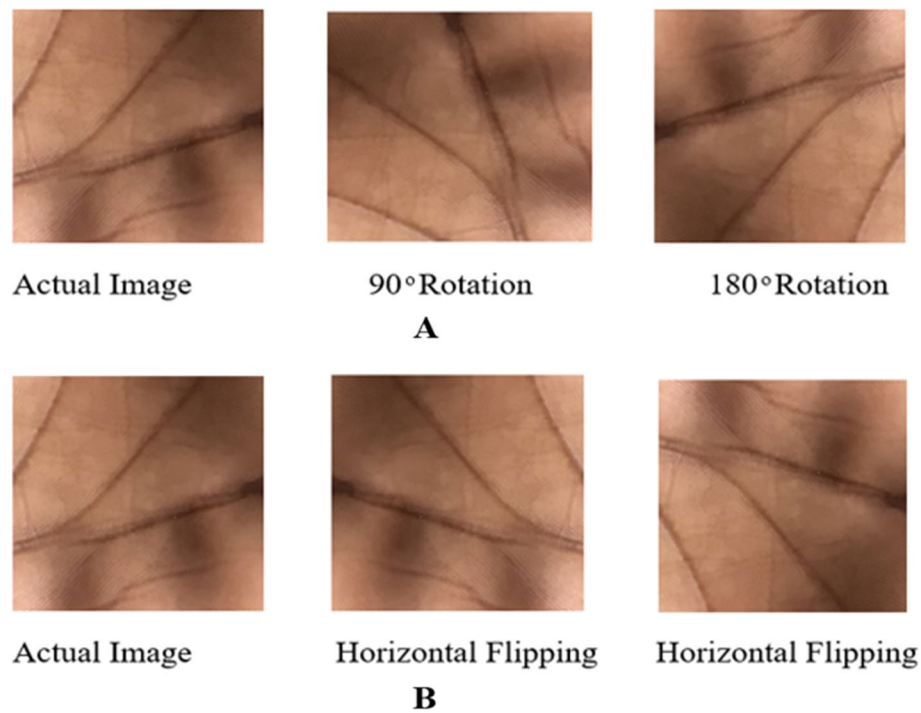 Actual Image 90°Rotation 180°Rotation
A
Actual Image Horizontal Flipping Horizontal Flipping
B